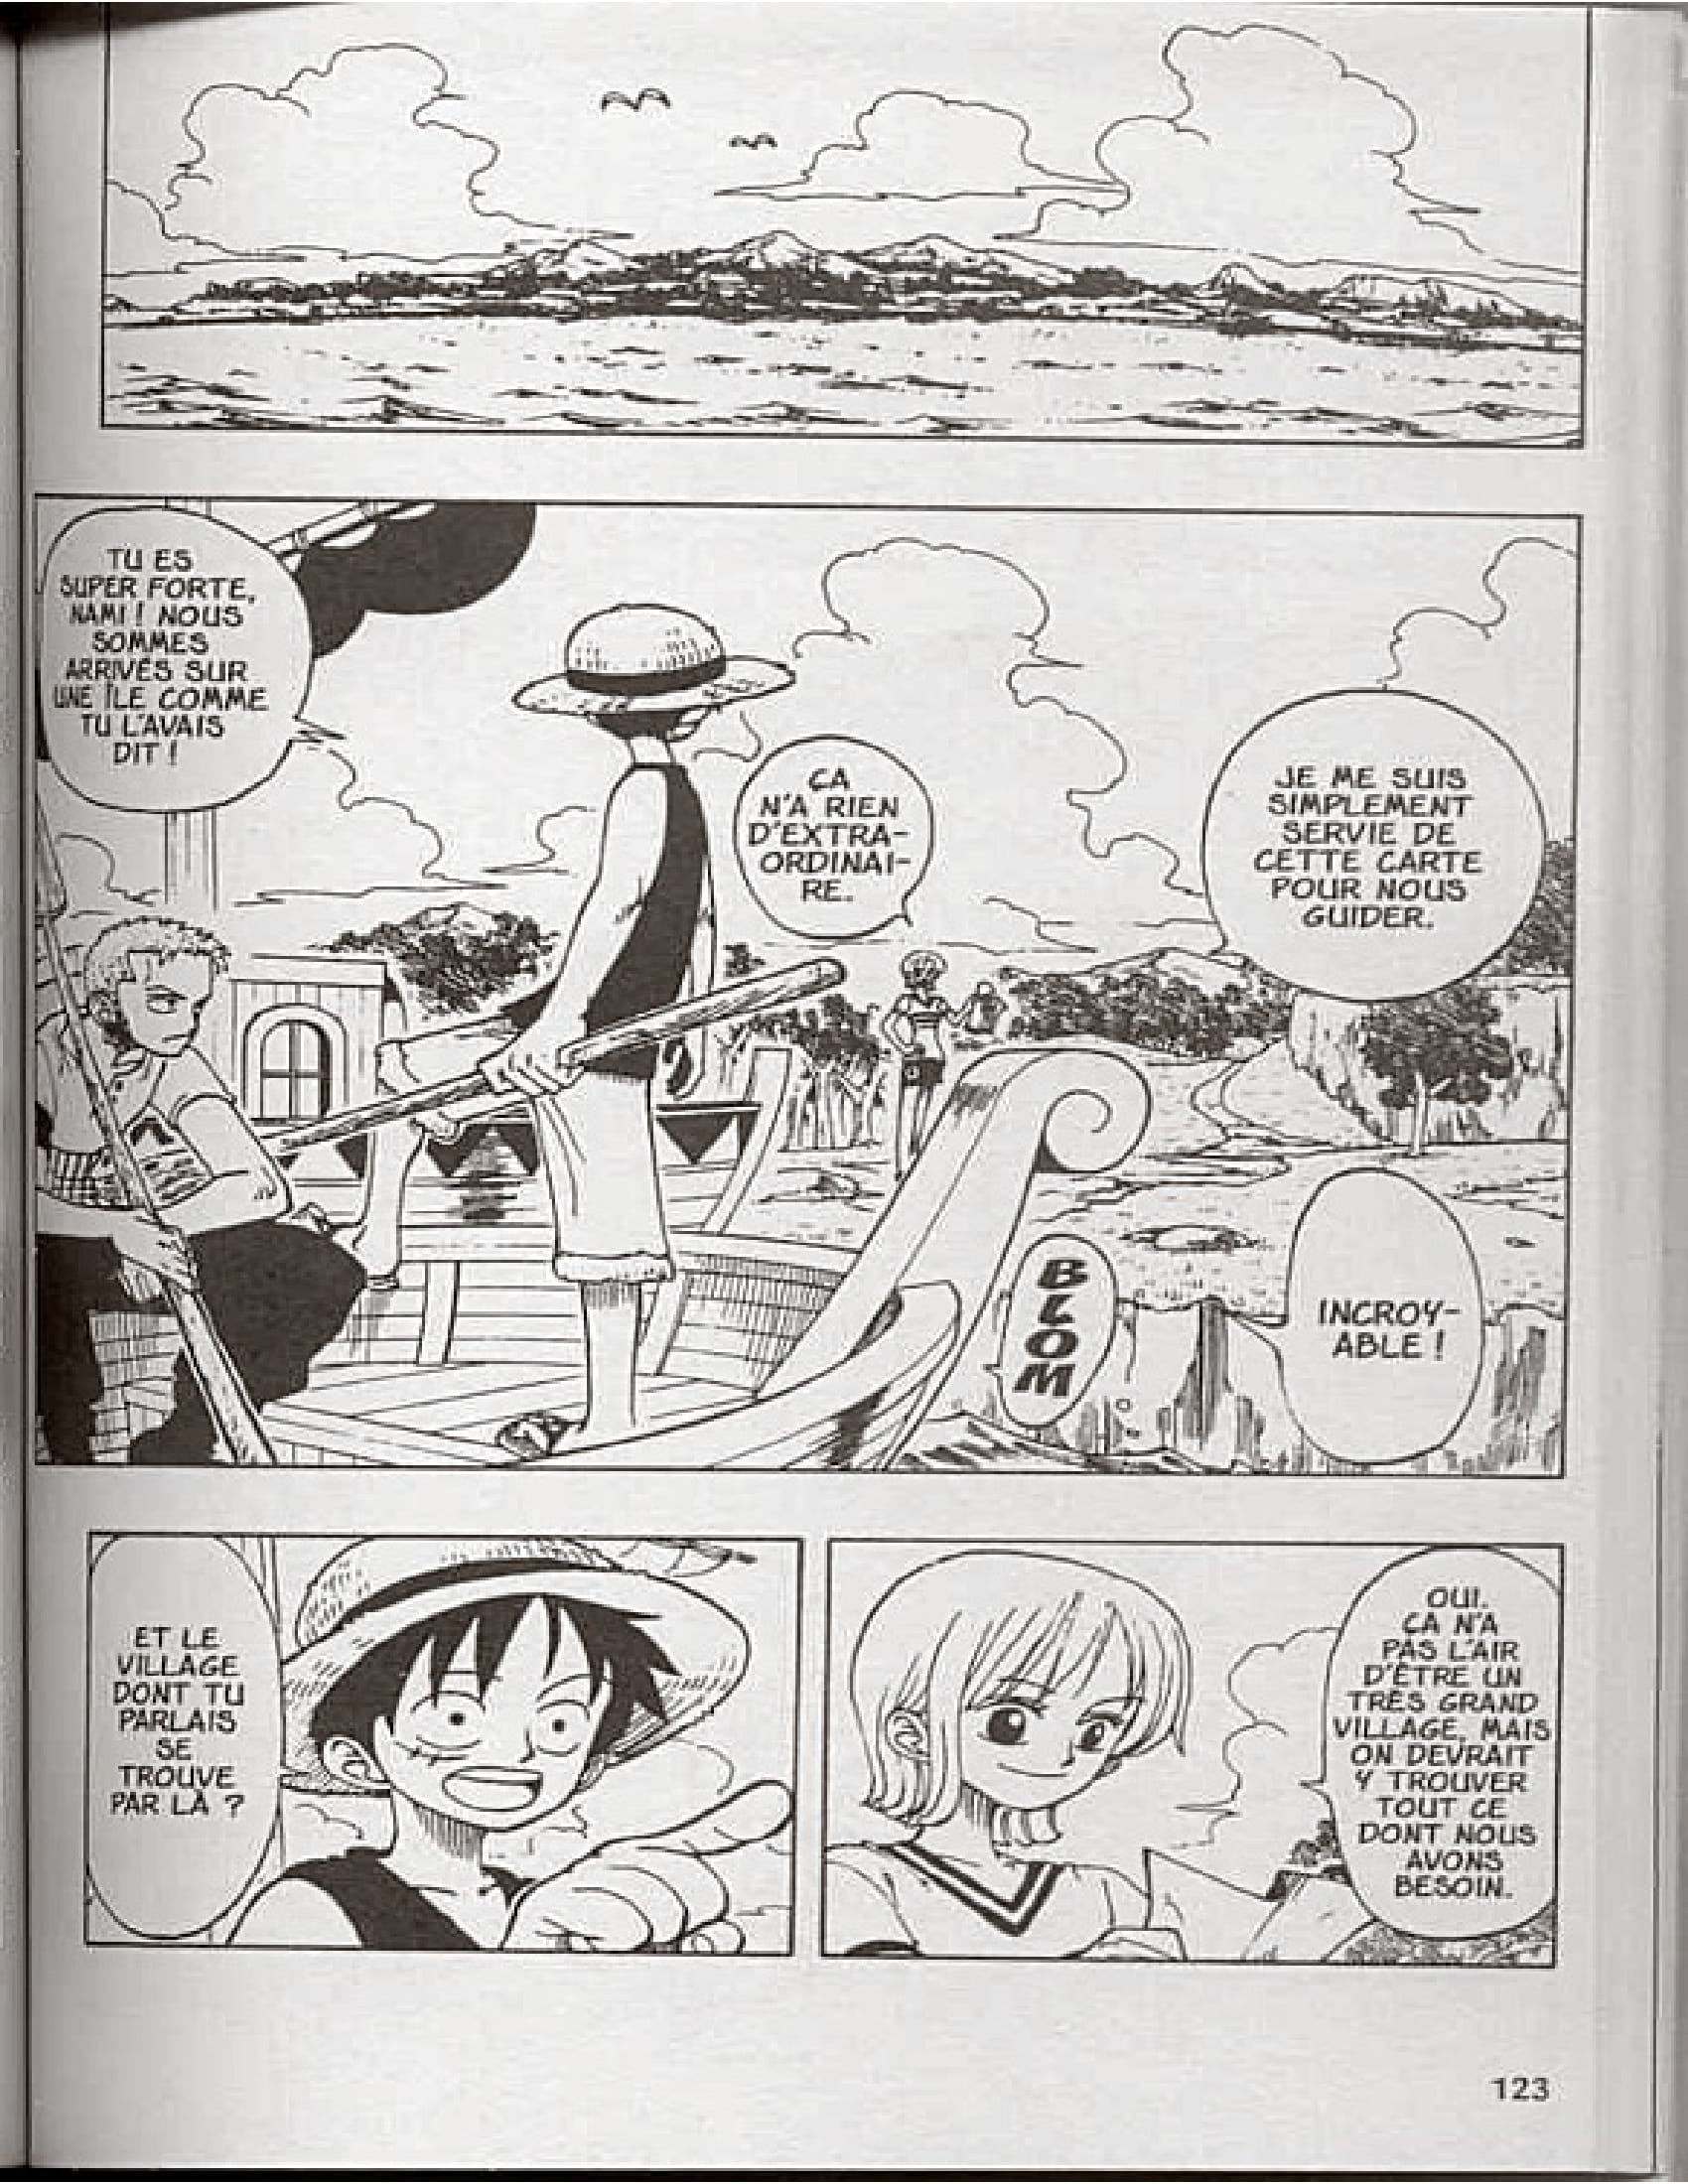 TU ES
SUPER FORTE,
NAMI ! NOUS
SOMMES
ARRIVÉS SUR
UNE ÎLE COMME
TU L'AVAIS
DIT !
ÇA
N'A RIEN
D'EXTRA-
ORDINAI-
RE.
JE ME SUIS
SIMPLEMENT
SERVIE DE
CETTE CARTE
POUR NOUS
GUIDER.
BLOM
INCROY-
ABLE !
ET LE
VILLAGE
DONT TU
PARLAIS
SE
TROUVE
PAR LÀ ?
OUI.
ÇA N'A
PAS L'AIR
D'ÊTRE UN
TRÈS GRAND
VILLAGE, MAIS
ON DEVRAIT
Y TROUVER
TOUT CE
DONT NOUS
AVONS
BESOIN.
123